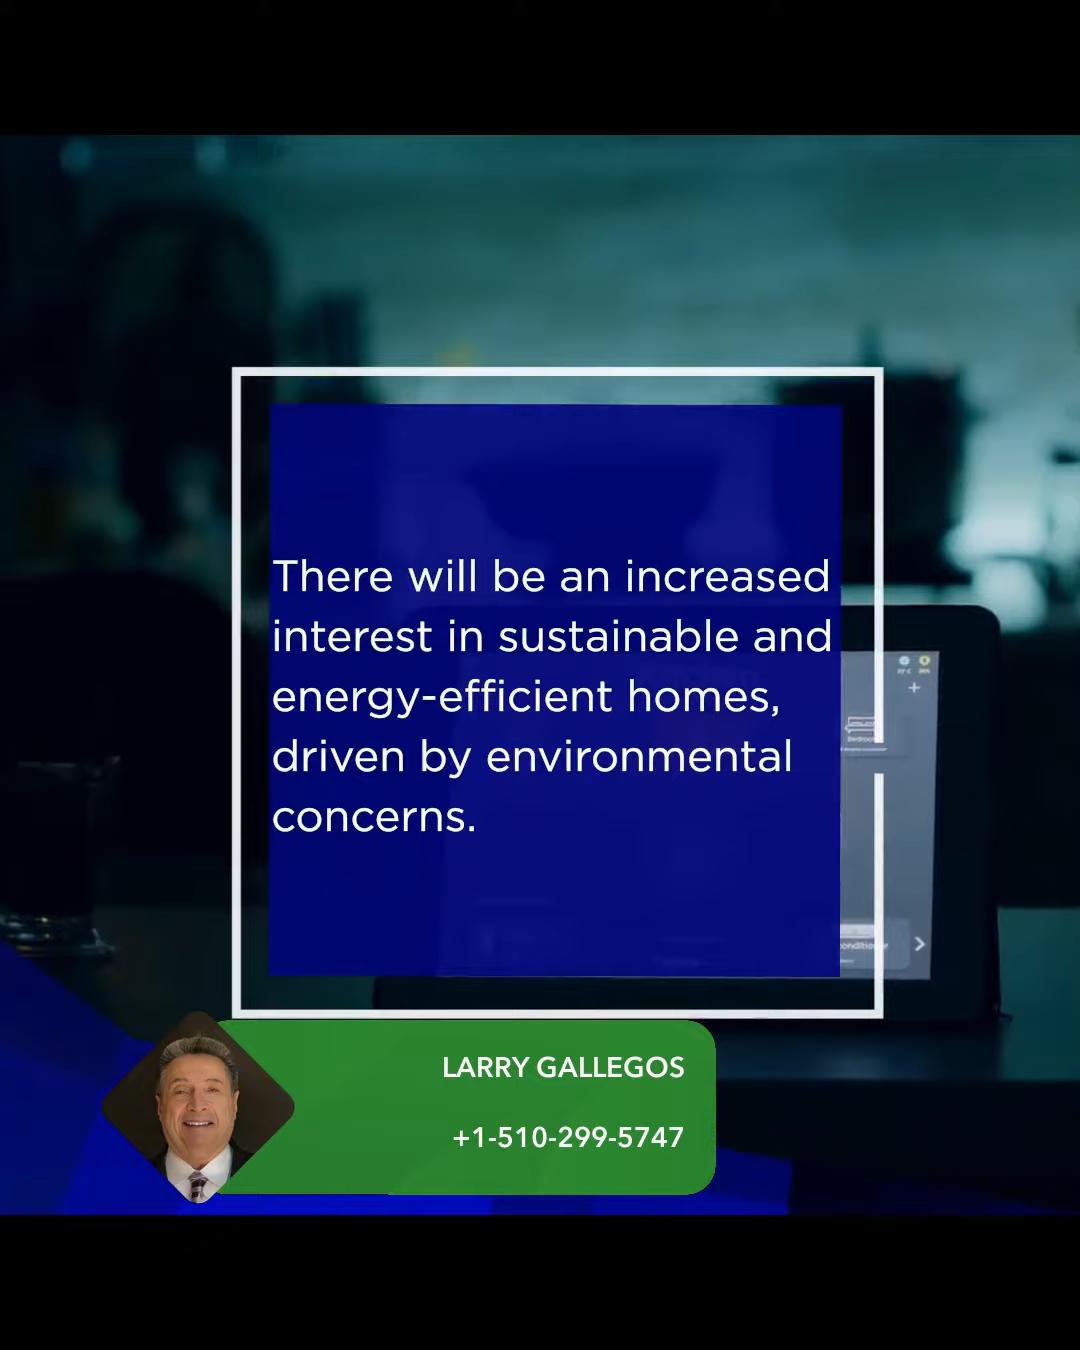 There will be an increased
interest in sustainable and
energy-efficient homes,
driven by environmental
concerns.
LARRY GALLEGOS
+1-510-299-5747